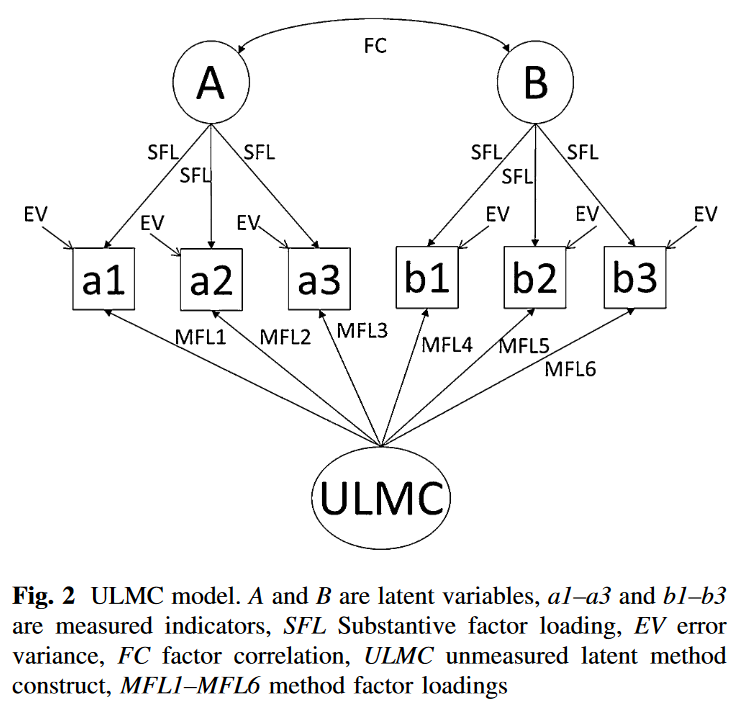 FC
A
B
SFL
SFL
SFL
SFL
SFL
SFL
EV
EV
EV
EV
EV
EV
a1
a2
a3
b1
b2
b3
MFL1
MFL2
MFL3
MFL4
MFL5
MFL6
ULMC
Fig. 2 ULMC model. A and B are latent variables, a1–a3 and b1–b3
are measured indicators, SFL Substantive factor loading, EV error
variance, FC factor correlation, ULMC unmeasured latent method
construct, MFL1–MFL6 method factor loadings